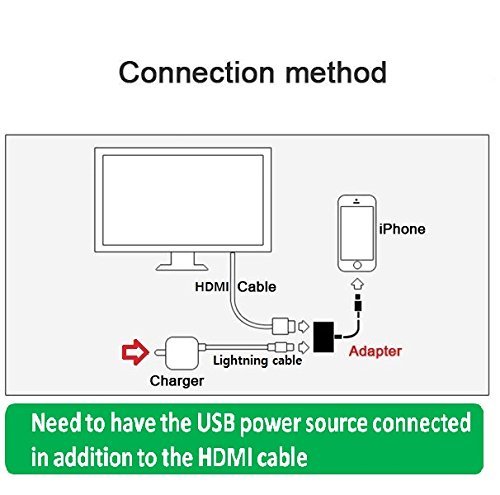 Connection method
iPhone
HDMI Cable
Lightning cable
Adapter
Charger
Need to have the USB power source connected
in addition to the HDMI cable